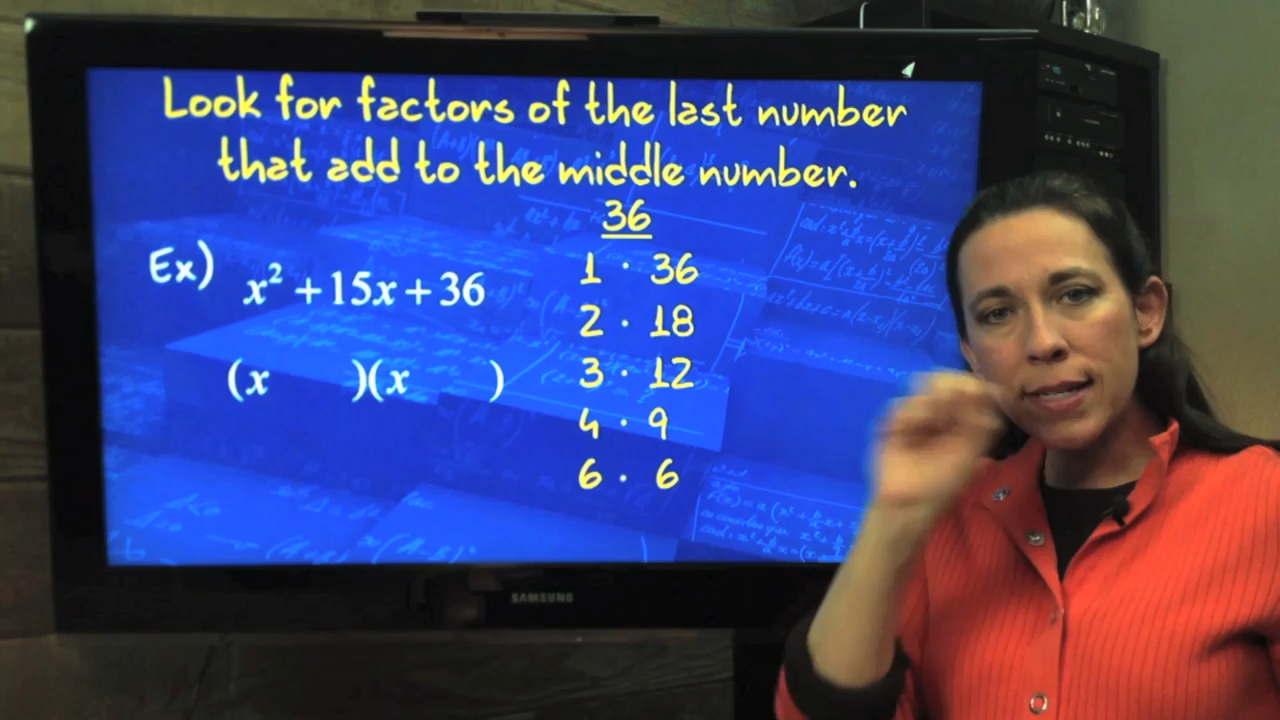 Look for factors of the last number
that add to the middle number.
36
Ex) x² + 15x + 36
1 · 36
2 · 18
(x )(x )
3 · 12
4 · 9
6 · 6
SAMSUNG